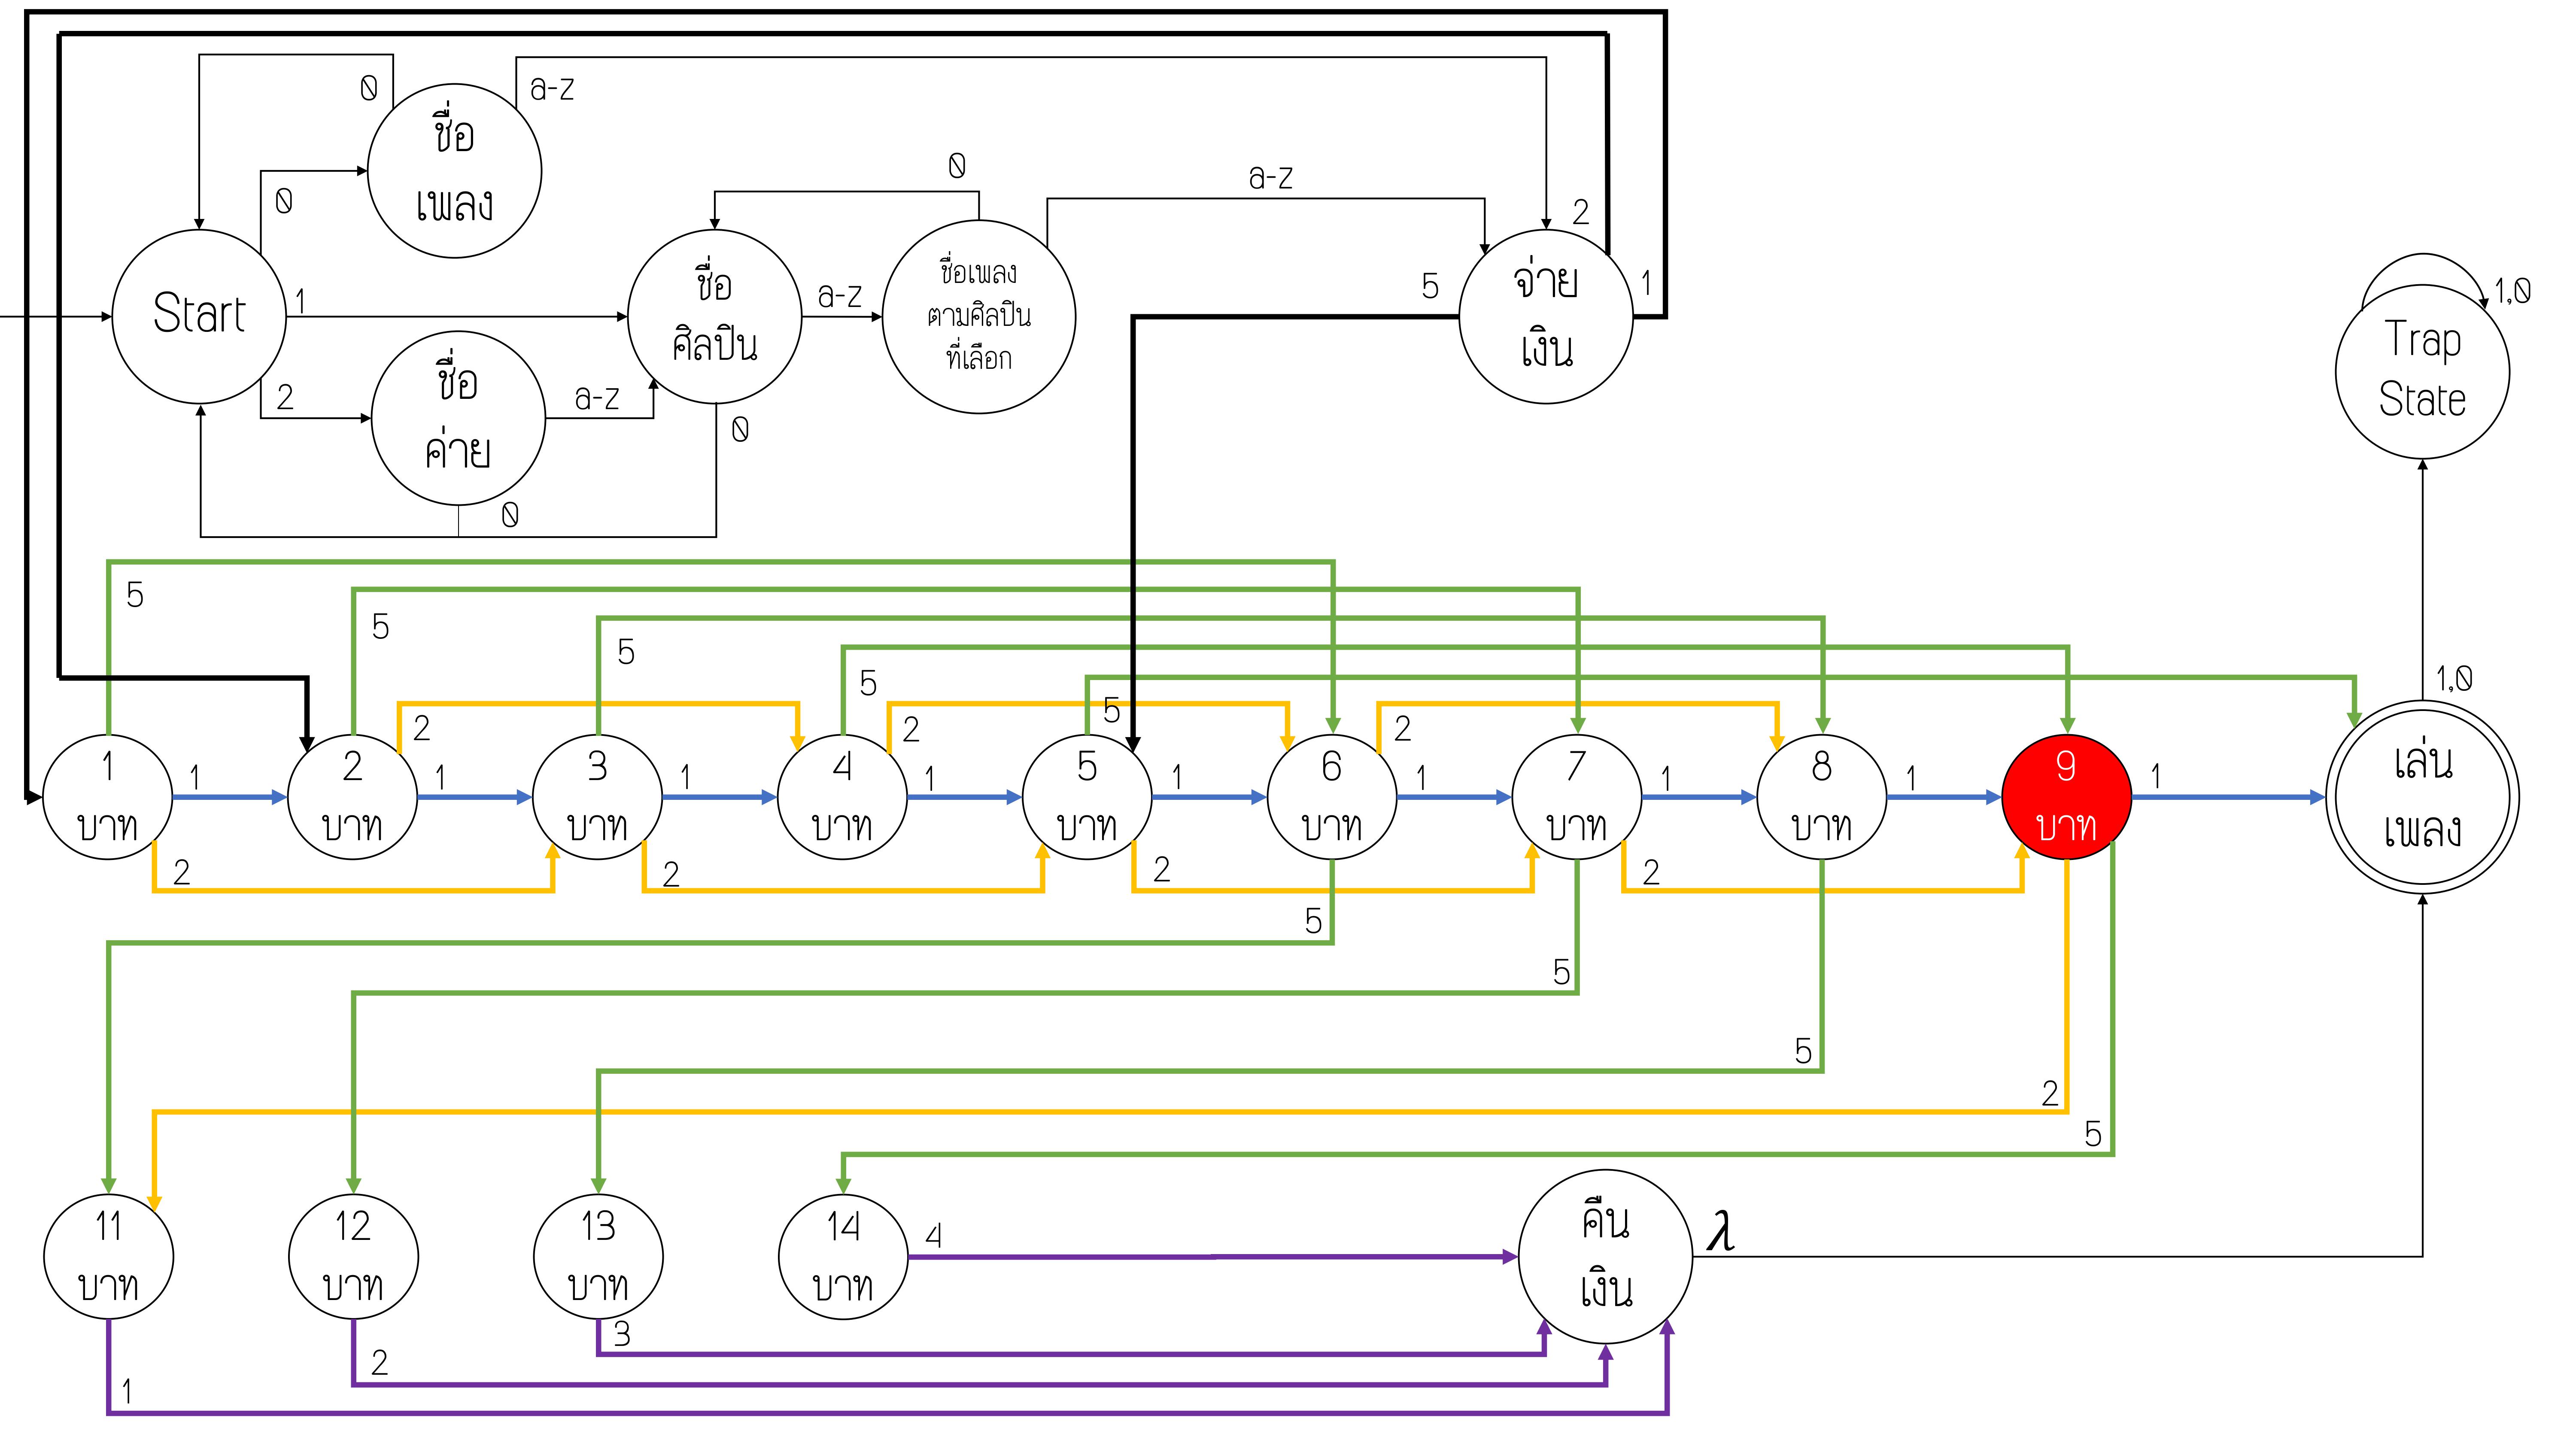 0
a-z
ชื่อ
เพลง
0
0
a-z
2
Start
1
ชื่อ
ศิลปิน
a-z
ชื่อเพลง
ตามศิลปิน
ที่เลือก
5
จ่าย
เงิน
1
1,0
Trap
State
2
ชื่อ
ค่าย
a-z
0
0
5
5
5
5
5
1,0
2
2
2
1
บาท
1
2
บาท
1
3
บาท
1
4
บาท
1
5
บาท
1
6
บาท
1
7
บาท
1
8
บาท
1
9
บาท
1
เล่น
เพลง
2
2
2
2
5
5
5
2
5
11
บาท
12
บาท
13
บาท
14
บาท
4
คืน
เงิน
λ
3
2
1